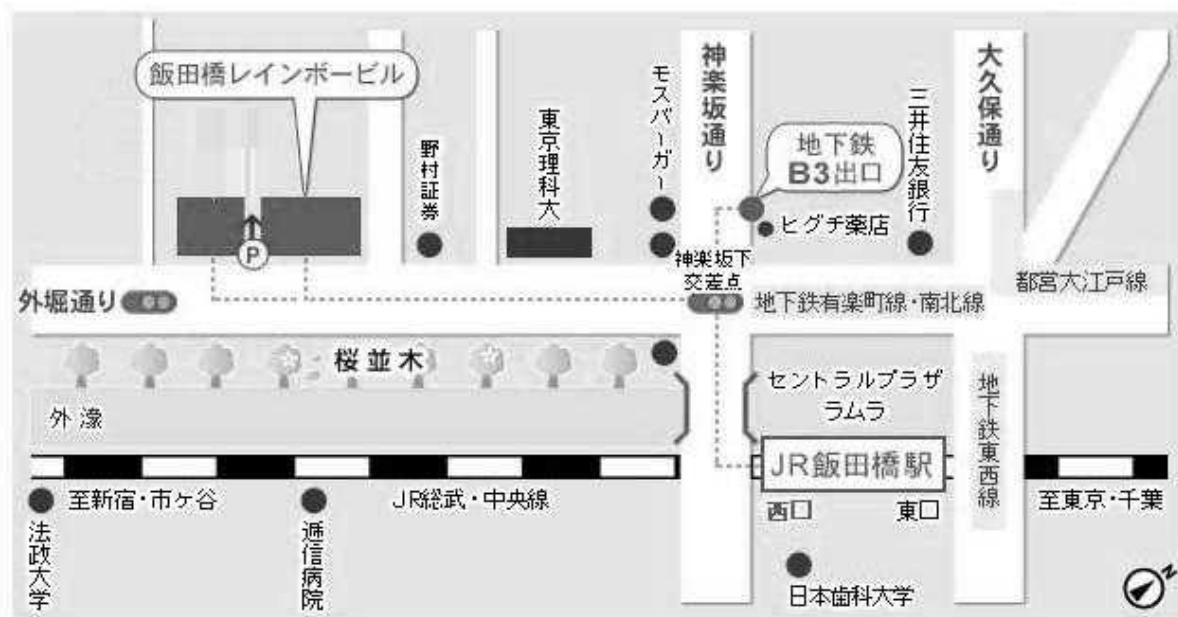 飯田橋レインボービル
野村証券
東京理科大
モスバーガー
神楽坂通り
地下鉄
B3出口
三井住友銀行
大久保通り
ヒグチ薬店
P
神楽坂下
交差点
外堀通り
地下鉄有楽町線・南北線
都営大江戸線
桜並木
セントラルプラザ
ラムラ
外濠
地下鉄東西線
JR飯田橋駅
至新宿・市ケ谷
JR総武・中央線
西口
東口
至東京・千葉
法政大学
逓信病院
日本歯科大学
N